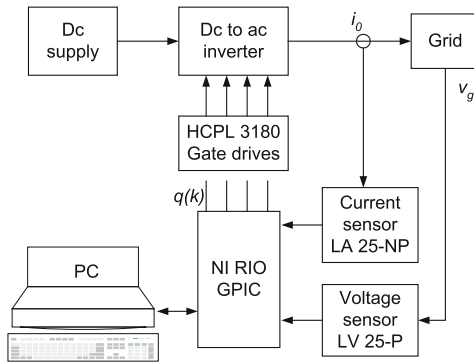 Dc
supply
Dc to ac
inverter
i0
Grid
vg
HCPL 3180
Gate drives
q(k)
Current
sensor
LA 25-NP
PC
NI RIO
GPIC
Voltage
sensor
LV 25-P